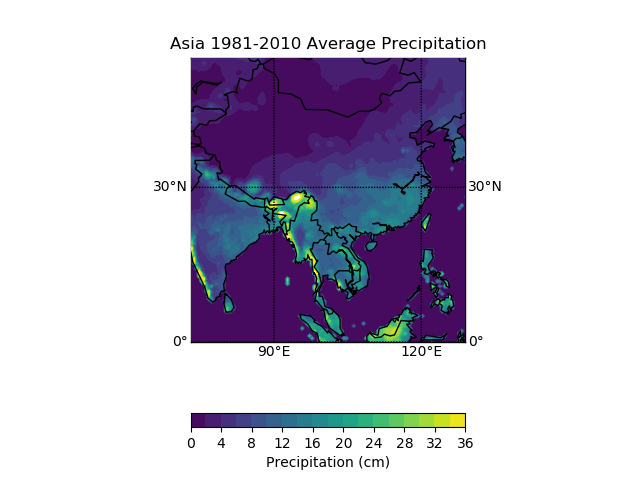 Asia 1981-2010 Average Precipitation
30°N 30°N
0° 0°
90°E 120°E
0 4 8 12 16 20 24 28 32 36
Precipitation (cm)